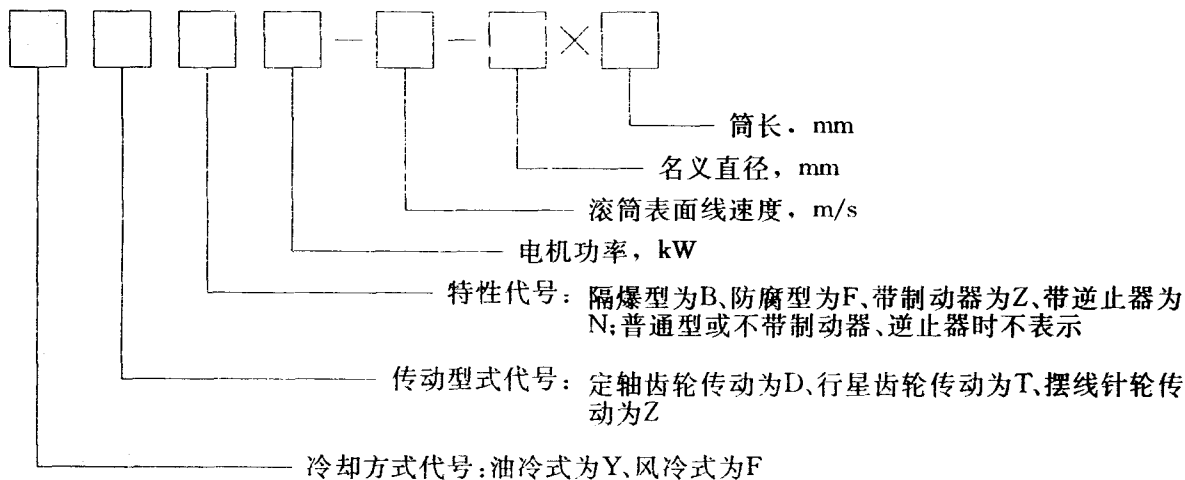 筒长，mm
名义直径，mm
滚筒表面线速度，m/s
电机功率，kW
特性代号：隔爆型为B、防腐型为F、带制动器为Z、带逆止器为
N;普通型或不带制动器、逆止器时不表示
传动型式代号：定轴齿轮传动为D、行星齿轮传动为T、摆线针轮传
动为Z
冷却方式代号:油冷式为Y、风冷式为F